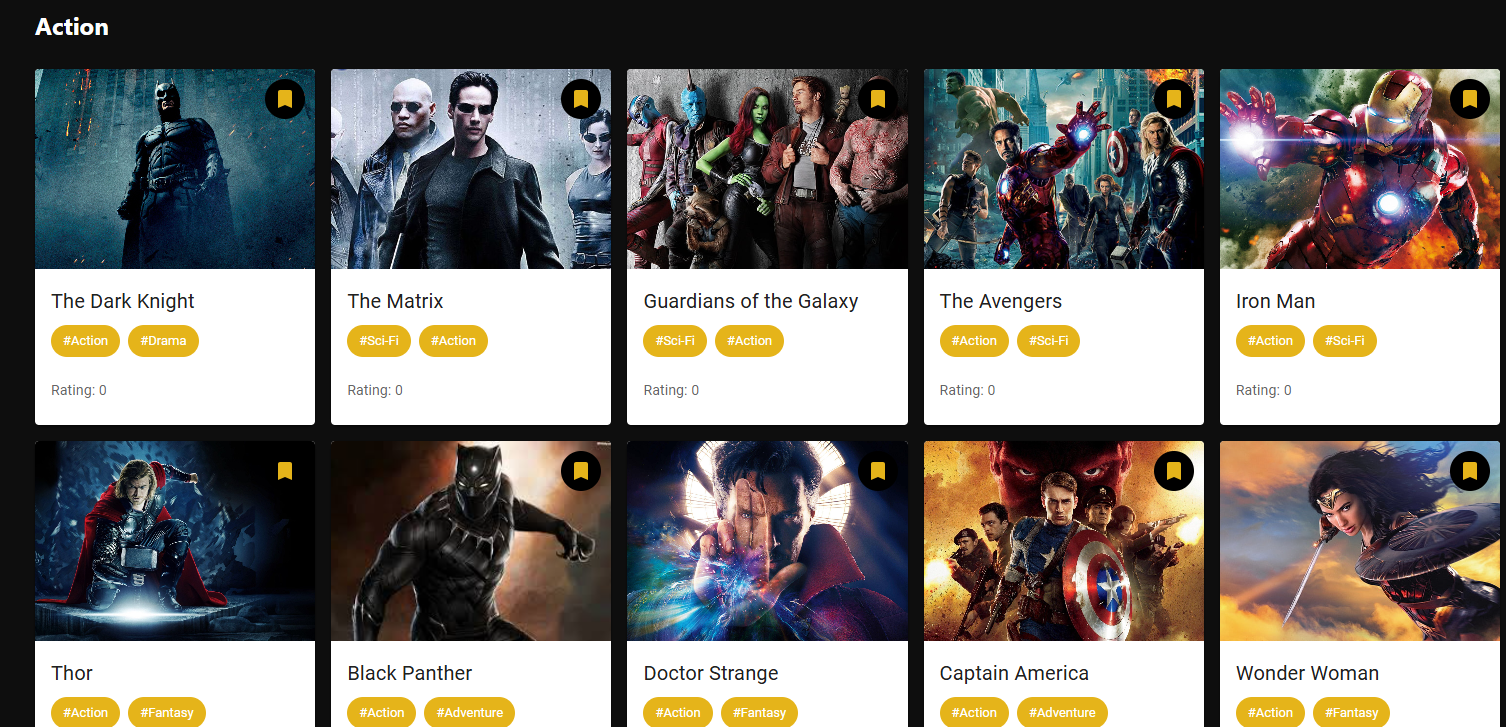 Action
The Dark Knight
#Action #Drama
Rating: 0
The Matrix
#Sci-Fi #Action
Rating: 0
Guardians of the Galaxy
#Sci-Fi #Action
Rating: 0
The Avengers
#Action #Sci-Fi
Rating: 0
Iron Man
#Action #Sci-Fi
Rating: 0
Thor
#Action #Fantasy
Black Panther
#Action #Adventure
Doctor Strange
#Action #Fantasy
Captain America
#Action #Adventure
Wonder Woman
#Action #Fantasy